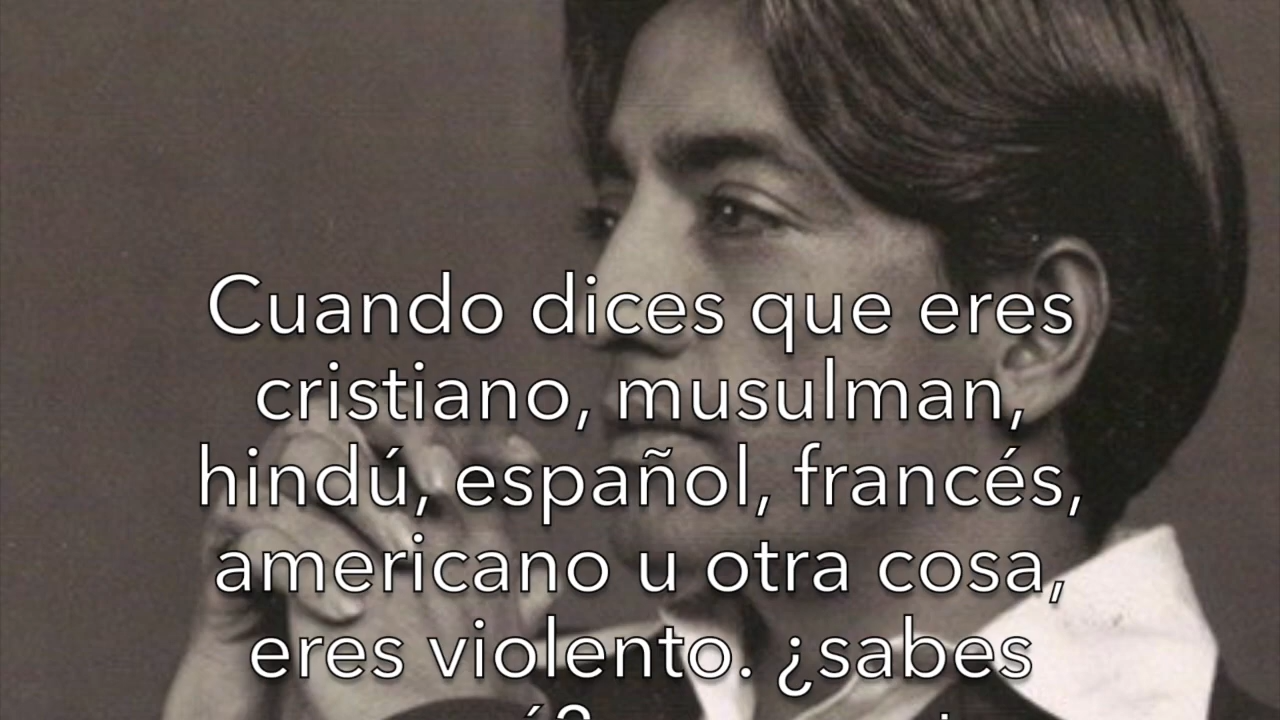 Cuando dices que eres
cristiano, musulman,
hindú, español, francés,
americano u otra cosa,
eres violento. ¿sabes